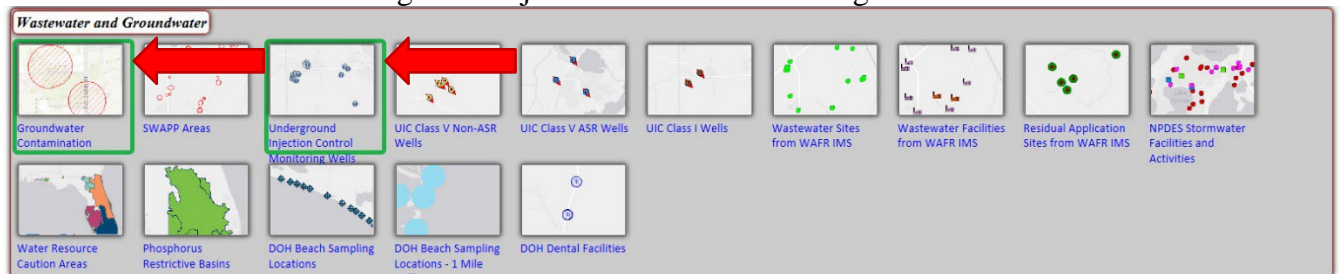 Wastewater and Groundwater
Groundwater
Contamination
SWAPP Areas
Underground
Injection Control
Monitoring Wells
UIC Class V Non-ASR
Wells
UIC Class V ASR Wells
UIC Class I Wells
Wastewater Sites
from WAFR IMS
Wastewater Facilities
from WAFR IMS
Residual Application
Sites from WAFR IMS
NPDES Stormwater
Facilities and
Activities
Water Resource
Caution Areas
Phosphorus
Restrictive Basins
DOH Beach Sampling
Locations
DOH Beach Sampling
Locations - 1 Mile
DOH Dental Facilities